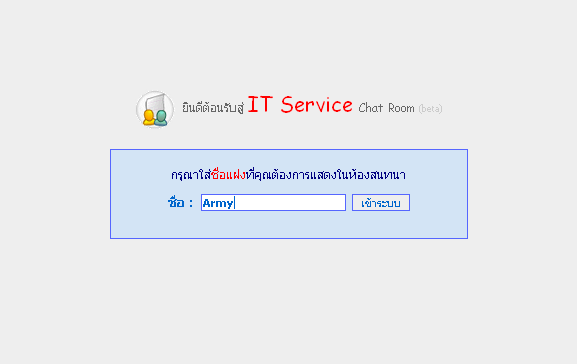 ยินดีต้อนรับสู่ IT Service Chat Room (beta)
กรุณาใส่ชื่อแฝงที่คุณต้องการแสดงในห้องสนทนา
ชื่อ : Army เข้าระบบ